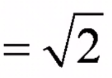 = √2